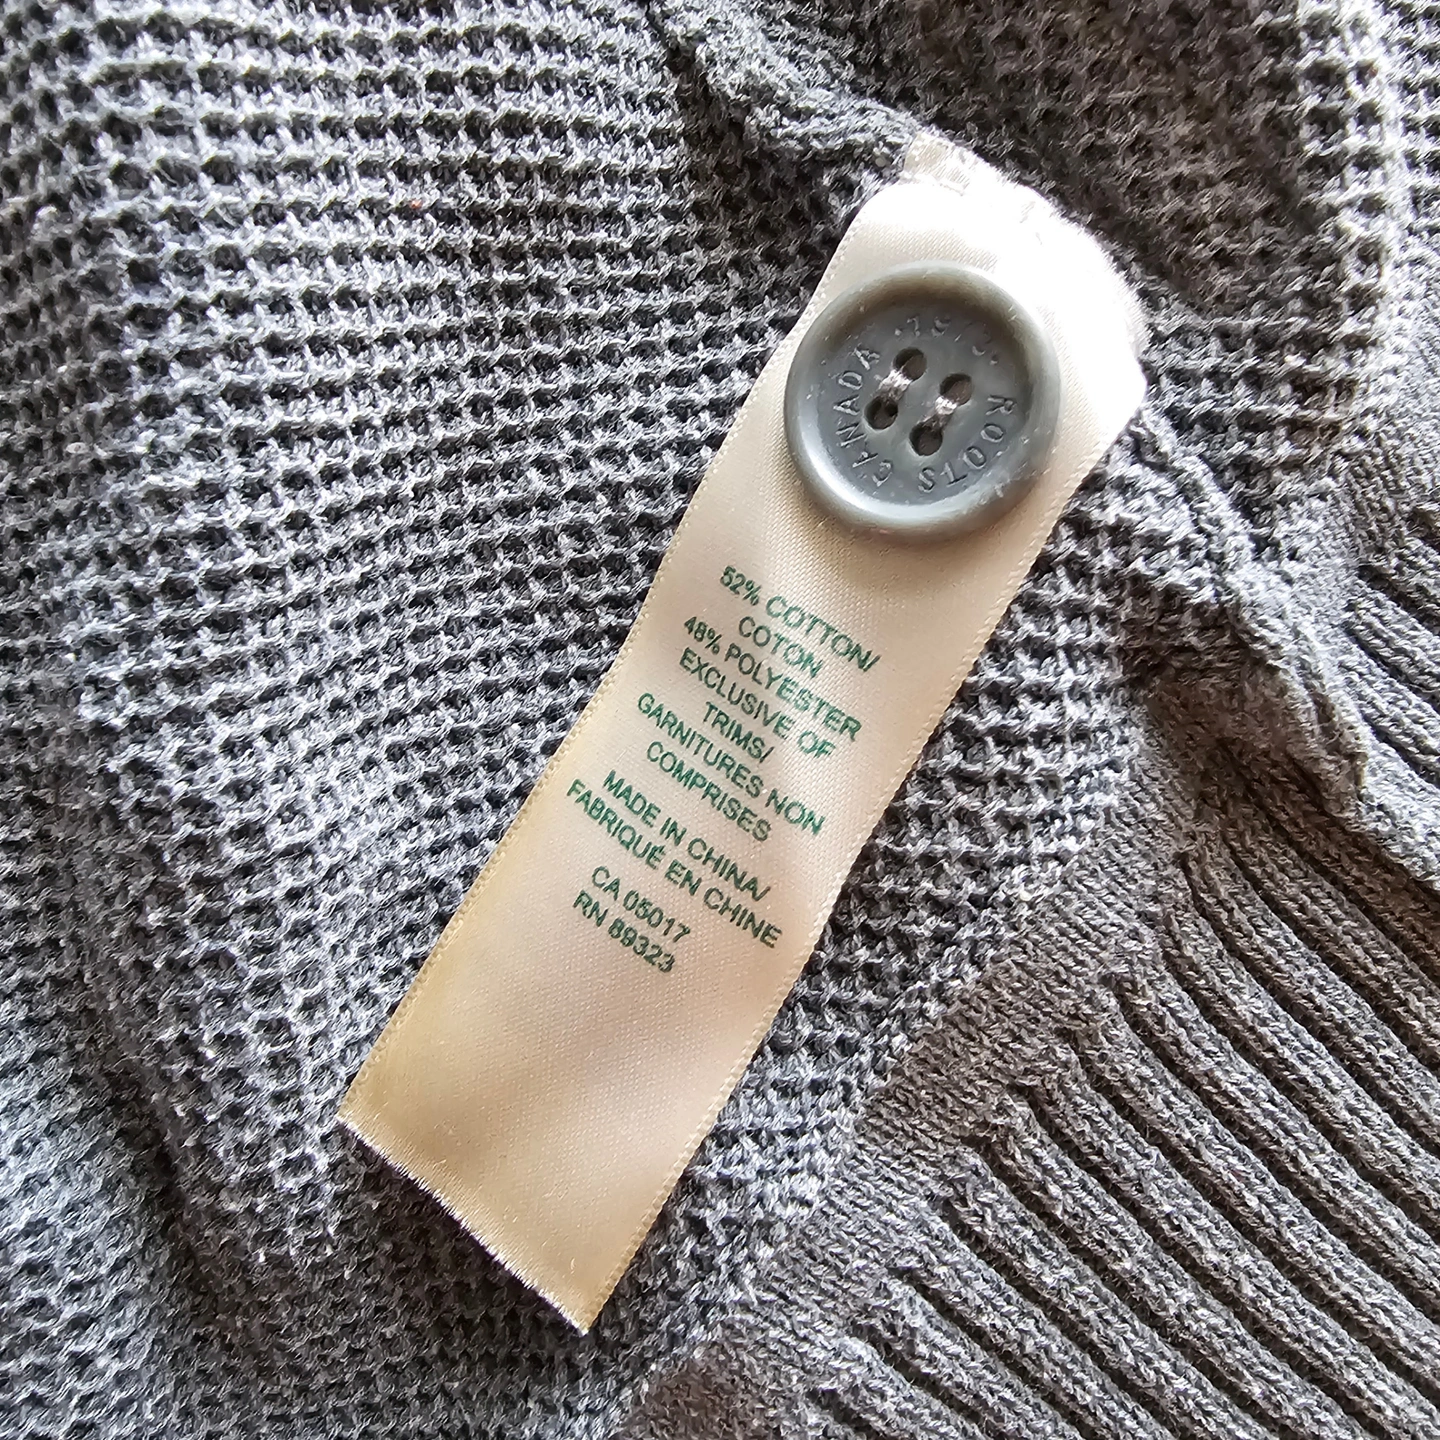 ·1973·
ROOTS CANADA
52% COTTON/
COTON
48% POLYESTER
EXCLUSIVE OF
TRIMS/
GARNITURES NON
COMPRISES
MADE IN CHINA/
FABRIQUÉ EN CHINE
CA 05017
RN 89323